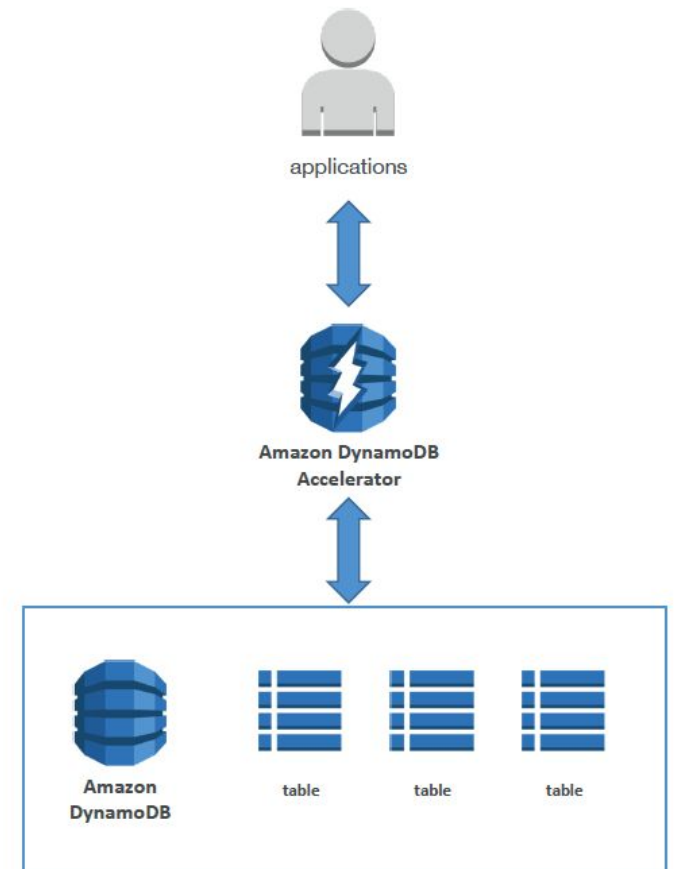 applications
Amazon DynamoDB
Accelerator
Amazon
DynamoDB
table
table
table